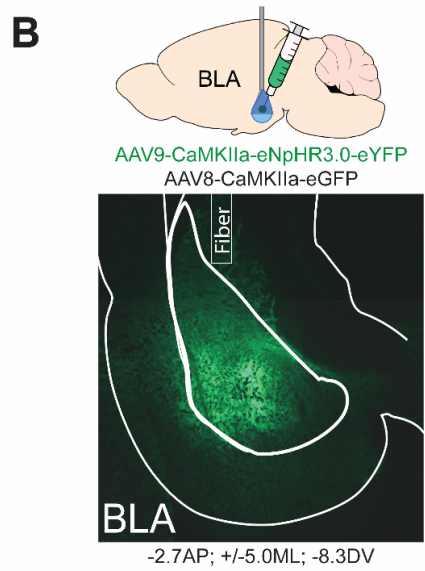 B
BLA
AAV9-CaMKIIa-eNpHR3.0-eYFP
AAV8-CaMKIIa-eGFP
Fiber
BLA
-2.7AP; +/-5.0ML; -8.3DV